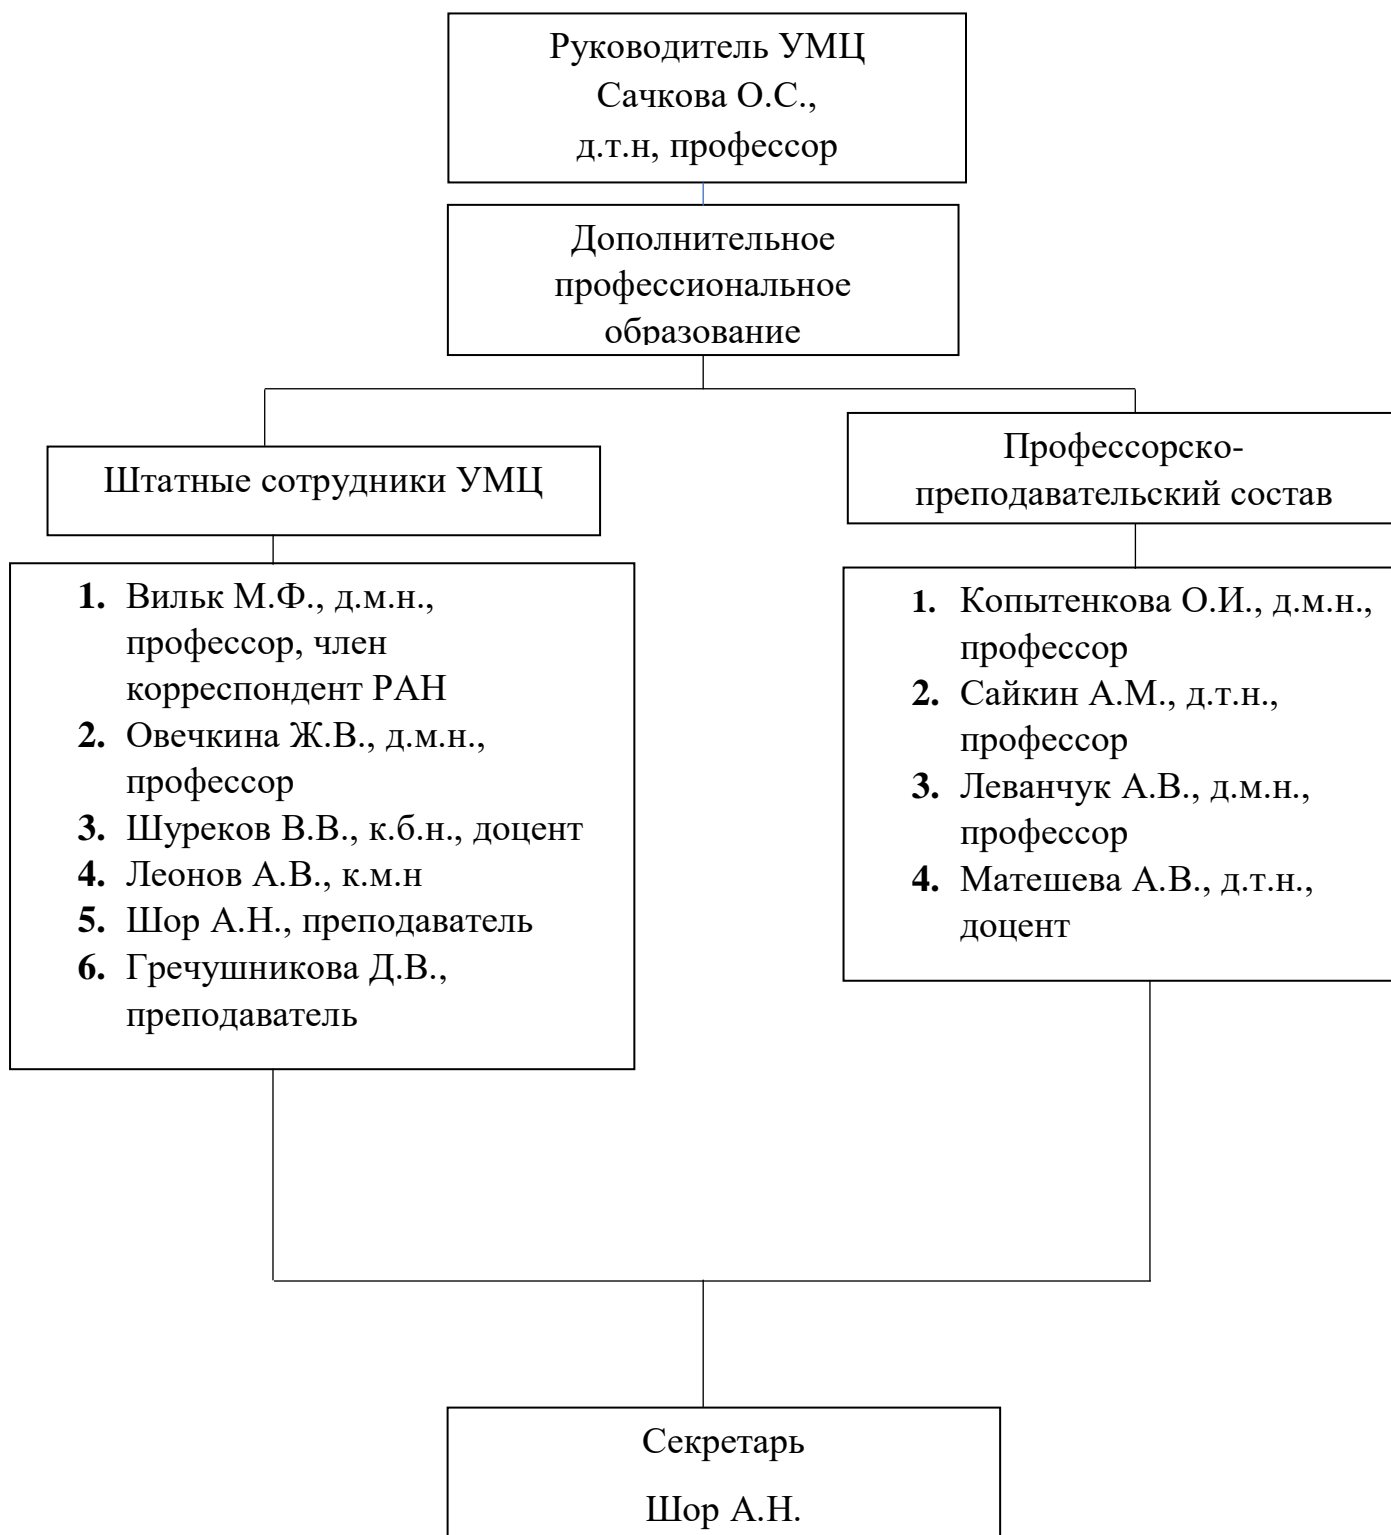 Руководитель УМЦ
Сачкова О.С.,
д.т.н, профессор
Дополнительное
профессиональное
образование
Штатные сотрудники УМЦ
Профессорско-
преподавательский состав
1. Вильк М.Ф., д.м.н.,
профессор, член
корреспондент РАН
2. Овечкина Ж.В., д.м.н.,
профессор
3. Шуреков В.В., к.б.н., доцент
4. Леонов А.В., к.м.н
5. Шор А.Н., преподаватель
6. Гречушникова Д.В.,
преподаватель
1. Копытенкова О.И., д.м.н.,
профессор
2. Сайкин А.М., д.т.н.,
профессор
3. Леванчук А.В., д.м.н.,
профессор
4. Матешева А.В., д.т.н.,
доцент
Секретарь
Шор А.Н.